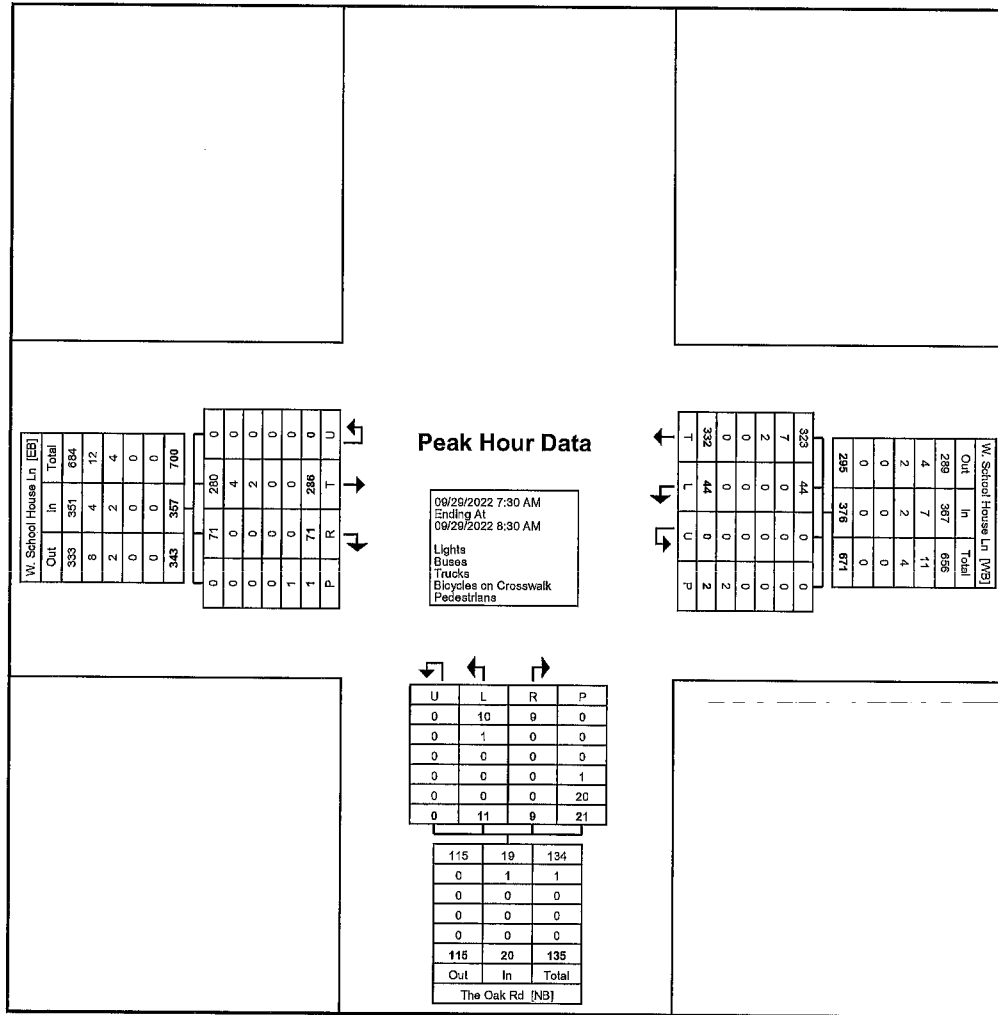 Peak Hour Data
09/29/2022 7:30 AM
Ending At
09/29/2022 8:30 AM
Lights
Buses
Trucks
Bicycles on Crosswalk
Pedestrians
W. School House Ln [EB]
Out In Total
333 351 684
8 4 12
2 2 4
0 0 0
0 0 0
343 357 700
0 71 280 0
0 0 4 0
0 0 2 0
0 0 0 0
1 0 0 0
1 71 286 0
P R T U
W. School House Ln [WB]
Out In Total
289 367 656
4 7 11
2 2 4
0 0 0
0 0 0
295 376 671
323 44 0 0
7 0 0 0
2 0 0 0
0 0 0 0
0 0 0 2
332 44 0 2
T L U P
U L R P
0 10 9 0
0 1 0 0
0 0 0 0
0 0 0 1
0 0 0 20
0 11 9 21
115 19 134
0 1 1
0 0 0
0 0 0
0 0 0
115 20 135
Out In Total
The Oak Rd [NB]